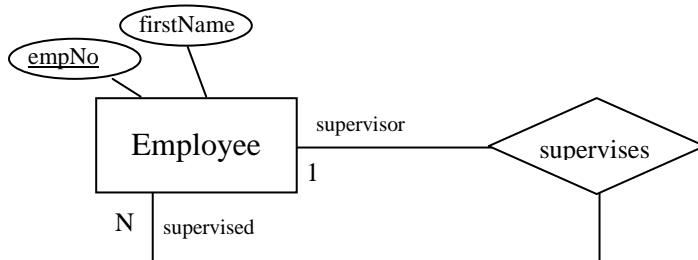 firstName
empNo
Employee
supervisor
supervises
1
N
supervised